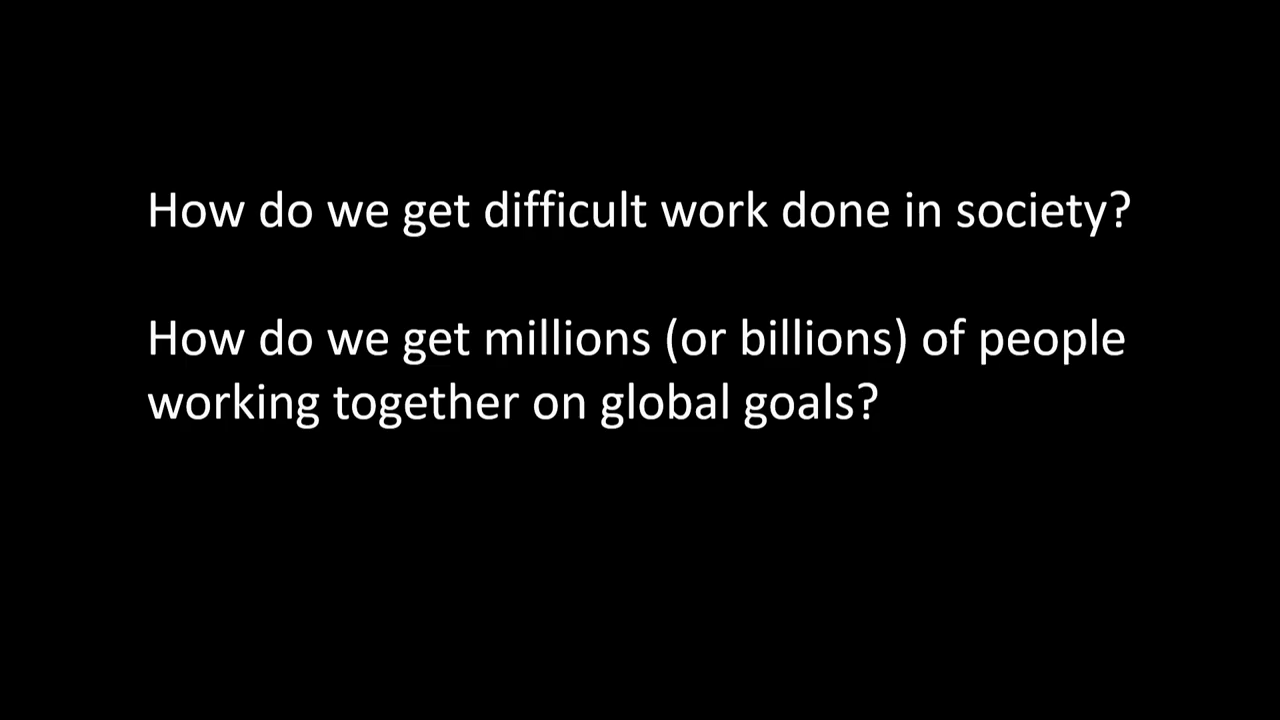 How do we get difficult work done in society?
How do we get millions (or billions) of people
working together on global goals?